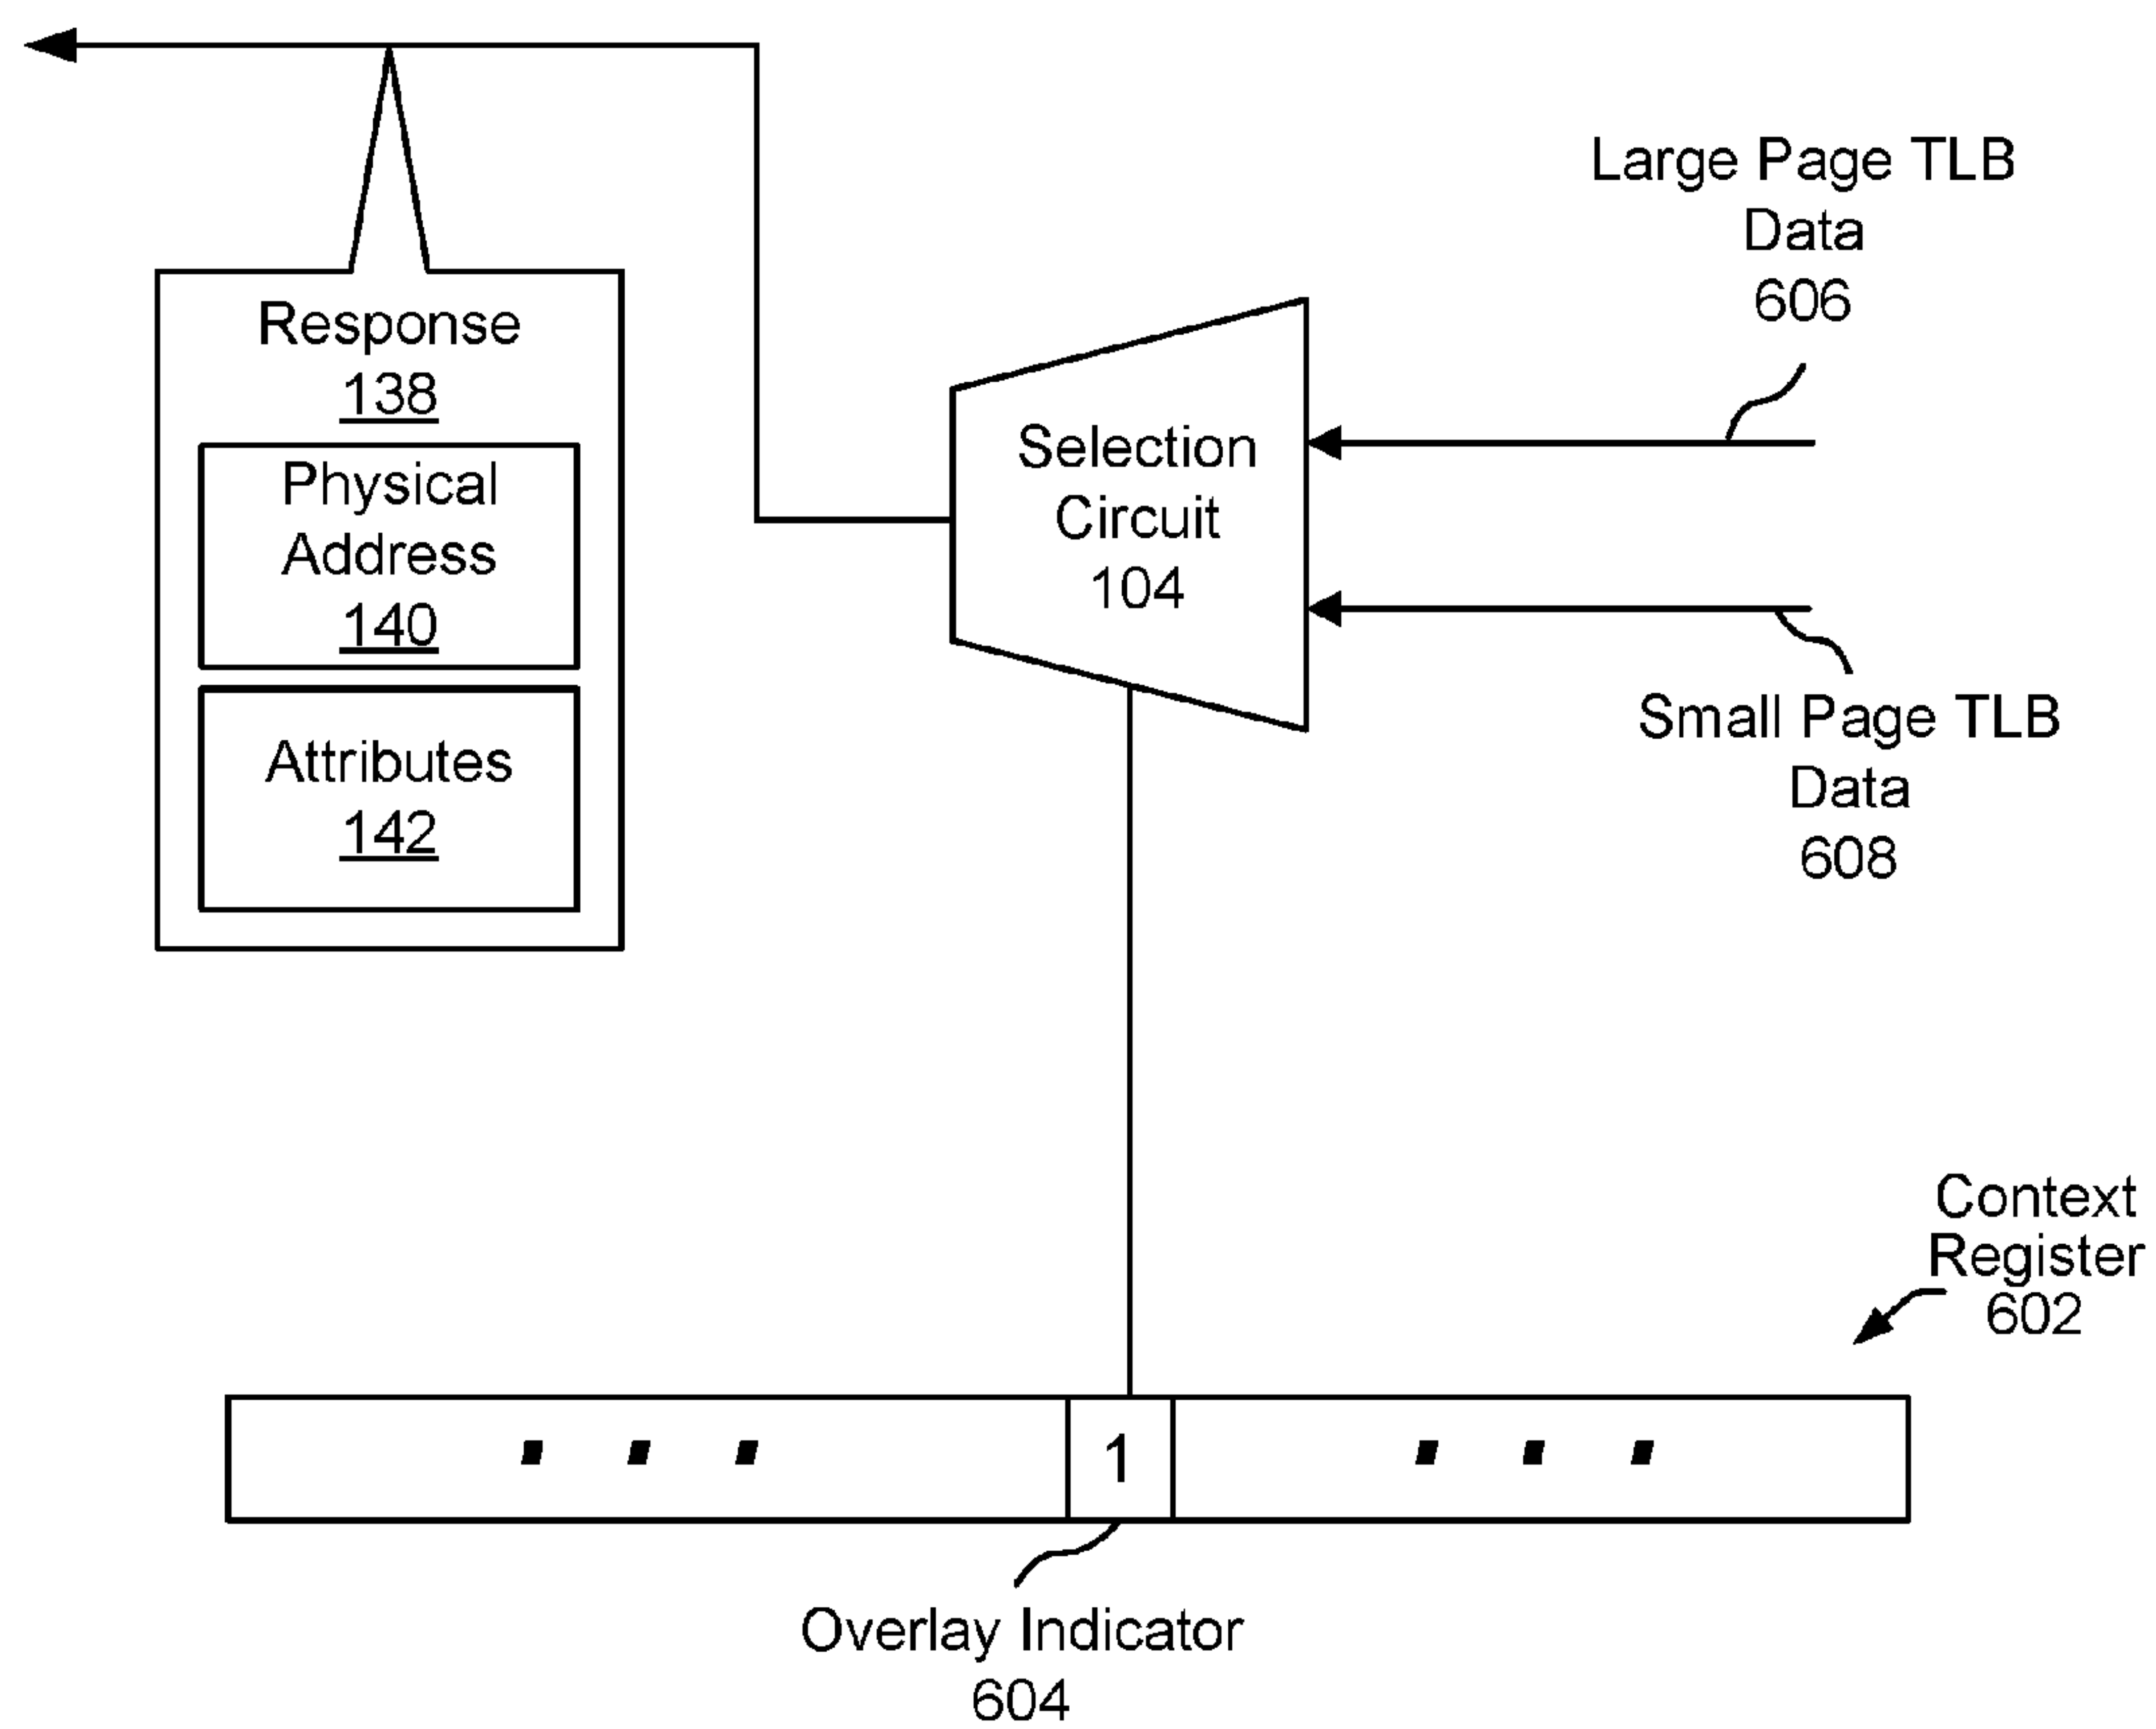 Response
138
Physical
Address
140
Attributes
142
Selection
Circuit
104
Large Page TLB
Data
606
Small Page TLB
Data
608
Context
Register
602
1
Overlay Indicator
604